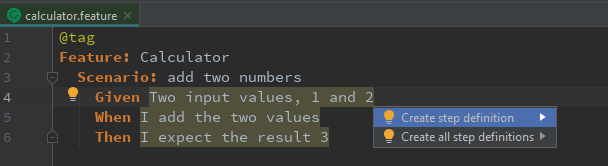 calculator.feature
1 @tag
2 Feature: Calculator
3 Scenario: add two numbers
4 Given Two input values, 1 and 2
5 When I add the two values
6 Then I expect the result 3
Create step definition
Create all step definitions